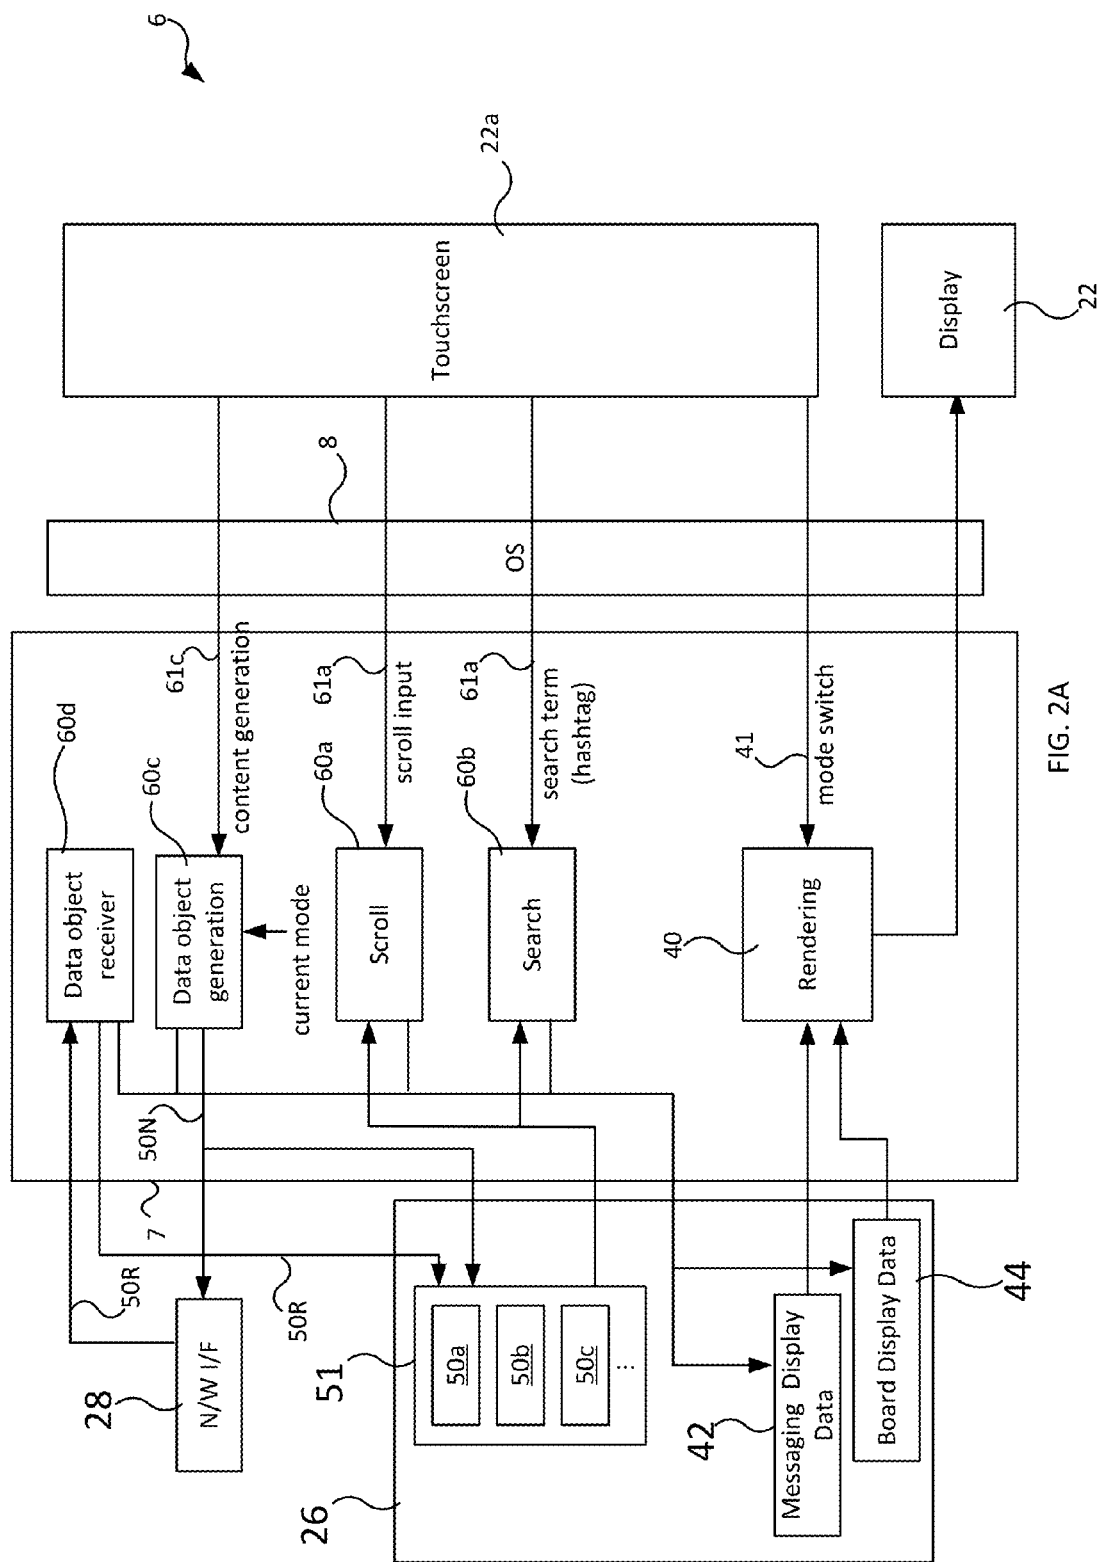 6
22a
Touchscreen
Display
22
8
OS
61c
content generation
61a
scroll input
61a
search term
(hashtag)
41
mode switch
60d
Data object
receiver
60c
Data object
generation
current mode
60a
Scroll
60b
Search
40
Rendering
50N
7
50R
50R
28
N/W I/F
51
50a
50b
50c
...
26
42
Messaging Display
Data
Board Display Data
44
FIG. 2A